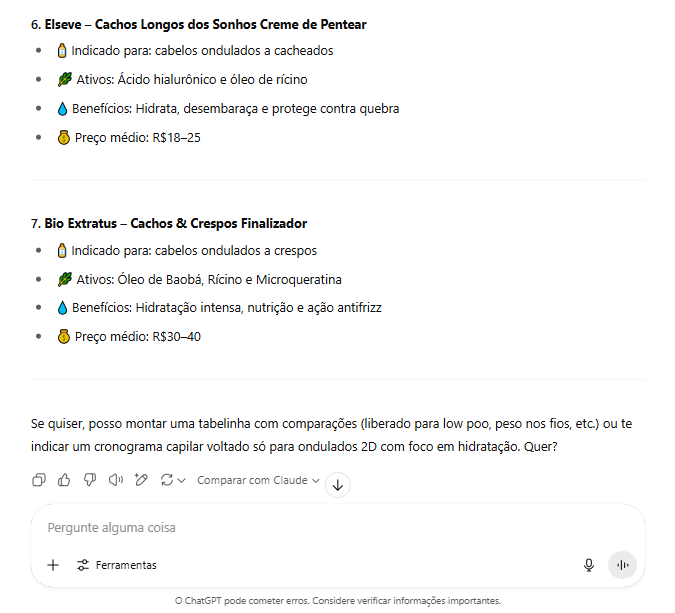 6. Elseve – Cachos Longos dos Sonhos Creme de Pentear
Indicado para: cabelos ondulados a cacheados
Ativos: Ácido hialurônico e óleo de rícino
Benefícios: Hidrata, desembaraça e protege contra quebra
Preço médio: R$18–25
7. Bio Extratus – Cachos & Crespos Finalizador
Indicado para: cabelos ondulados a crespos
Ativos: Óleo de Baobá, Rícino e Microqueratina
Benefícios: Hidratação intensa, nutrição e ação antifrizz
Preço médio: R$30–40
Se quiser, posso montar uma tabelinha com comparações (liberado para low poo, peso nos fios, etc.) ou te
indicar um cronograma capilar voltado só para ondulados 2D com foco em hidratação. Quer?
Comparar com Claude
Pergunte alguma coisa
Ferramentas
O ChatGPT pode cometer erros. Considere verificar informações importantes.